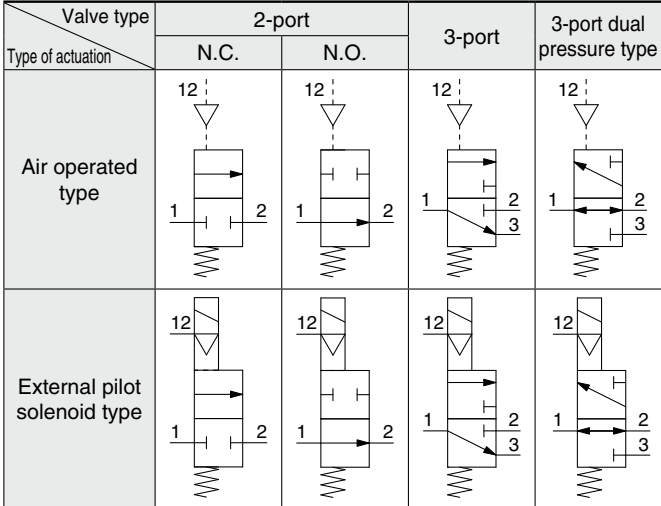 Valve type
Type of actuation
2-port
N.C.
N.O.
3-port
3-port dual
pressure type
Air operated
type
12
1
2
12
1
2
12
1
2
3
12
1
2
3
External pilot
solenoid type
12
1
2
12
1
2
12
1
2
3
12
1
2
3